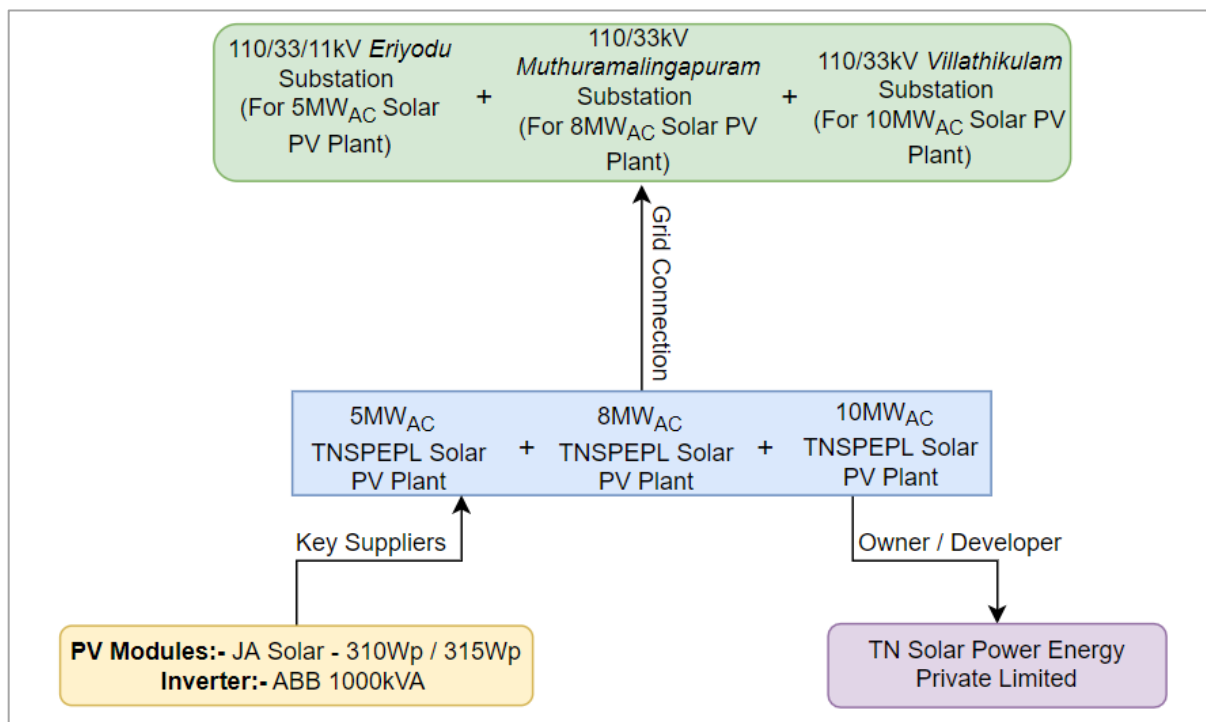 110/33/11kV Eriyodu
Substation
(For 5MWAC Solar
PV Plant)
+
110/33kV
Muthuramalingapuram
Substation
(For 8MWAC Solar PV
Plant)
+
110/33kV Villathikulam
Substation
(For 10MWAC Solar PV
Plant)
Grid Connection
5MWAC
TNSPEPL Solar
PV Plant
+
8MWAC
TNSPEPL Solar
PV Plant
+
10MWAC
TNSPEPL Solar
PV Plant
Key Suppliers
Owner / Developer
PV Modules:- JA Solar - 310Wp / 315Wp
Inverter:- ABB 1000kVA
TN Solar Power Energy
Private Limited